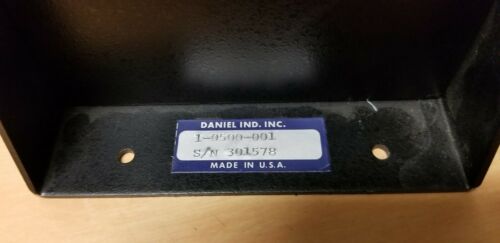 DANIEL IND. INC.
1-0500-001
S/N 301578
MADE IN U.S.A.